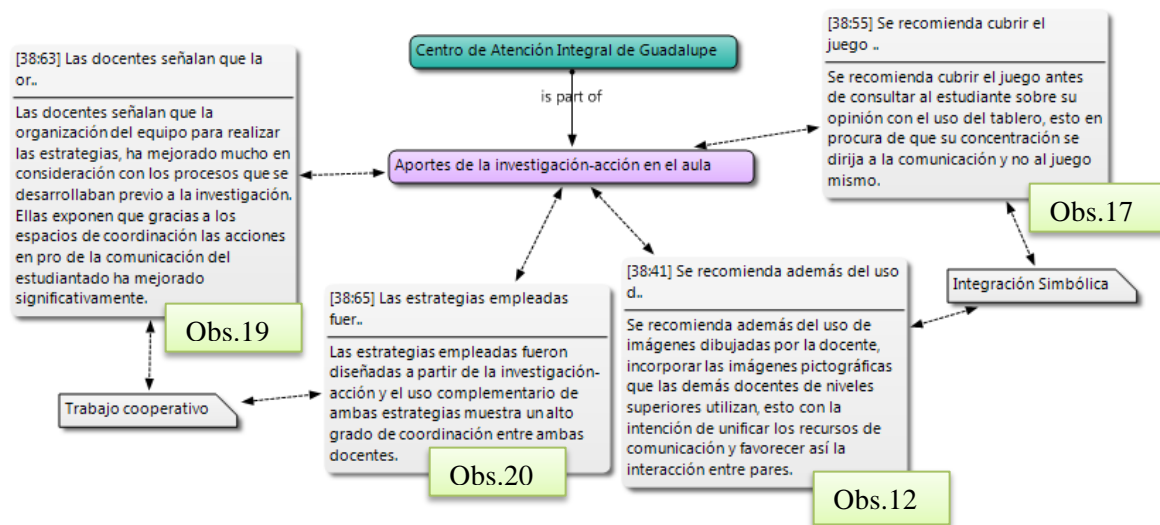 Centro de Atención Integral de Guadalupe
is part of
Aportes de la investigación-acción en el aula
[38:63] Las docentes señalan que la
or..
Las docentes señalan que la
organización del equipo para realizar
las estrategias, ha mejorado mucho en
consideración con los procesos que se
desarrollaban previo a la investigación.
Ellas exponen que gracias a los
espacios de coordinación las acciones
en pro de la comunicación del
estudiantado ha mejorado
significativamente.
Obs.19
Trabajo cooperativo
[38:65] Las estrategias empleadas
fuer..
Las estrategias empleadas fueron
diseñadas a partir de la investigación-
acción y el uso complementario de
ambas estrategias muestra un alto
grado de coordinación entre ambas
docentes.
Obs.20
[38:41] Se recomienda además del uso
d..
Se recomienda además del uso de
imágenes dibujadas por la docente,
incorporar las imágenes pictográficas
que las demás docentes de niveles
superiores utilizan, esto con la
intención de unificar los recursos de
comunicación y favorecer así la
interacción entre pares.
Obs.12
[38:55] Se recomienda cubrir el
juego ..
Se recomienda cubrir el juego antes
de consultar al estudiante sobre su
opinión con el uso del tablero, esto en
procura de que su concentración se
dirija a la comunicación y no al juego
mismo.
Obs.17
Integración Simbólica